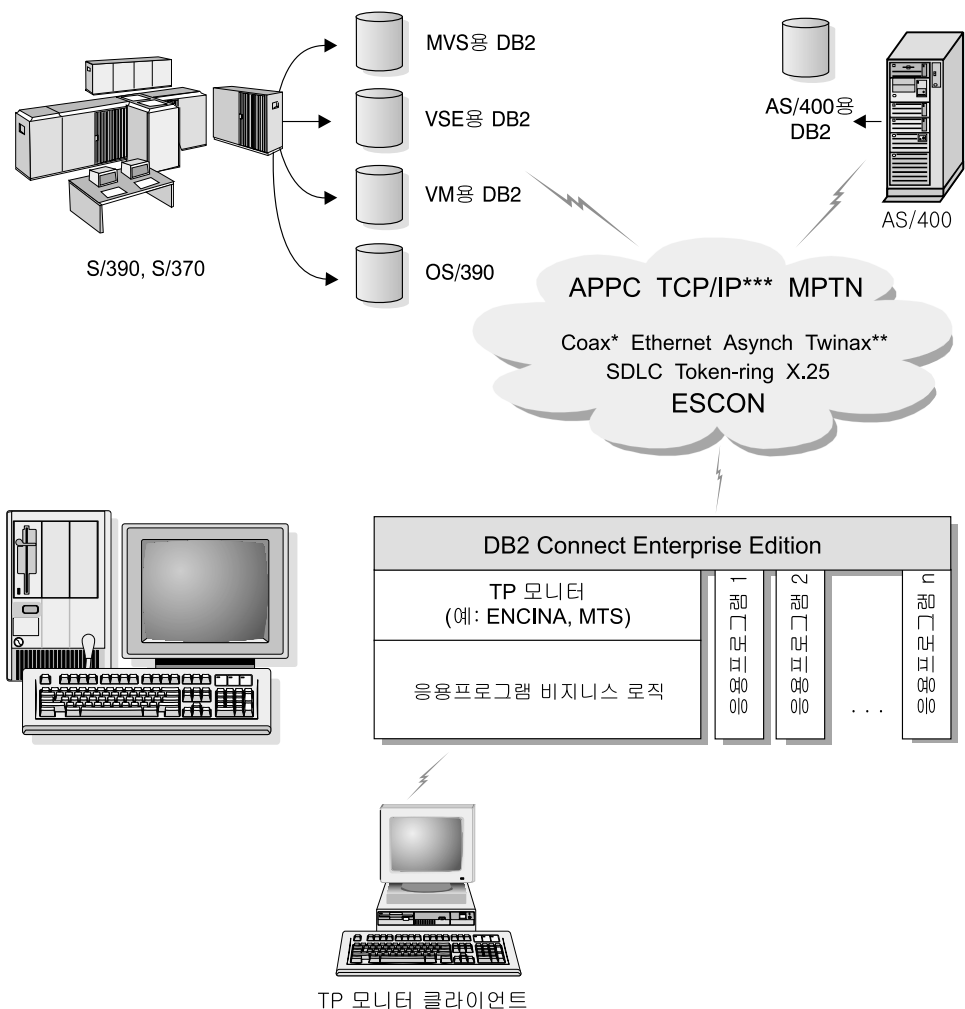 MVS용 DB2
VSE용 DB2
VM용 DB2
OS/390
S/390, S/370
AS/400용
DB2
AS/400
APPC TCP/IP*** MPTN
Coax* Ethernet Asynch Twinax**
SDLC Token-ring X.25
ESCON
DB2 Connect Enterprise Edition
TP 모니터
(예: ENCINA, MTS)
응용프로그램 비지니스 로직
응용프로그램 1
응용프로그램 2
. . .
응용프로그램 n
TP 모니터 클라이언트